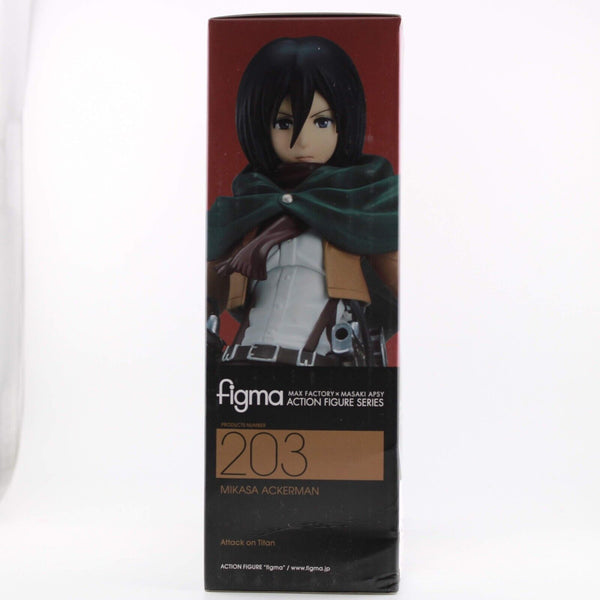 figma MAX FACTORY × MASAKI APSY
ACTION FIGURE SERIES
PRODUCTS NUMBER
203
MIKASA ACKERMAN
Attack on Titan
ACTION FIGURE "figma" / www.figma.jp